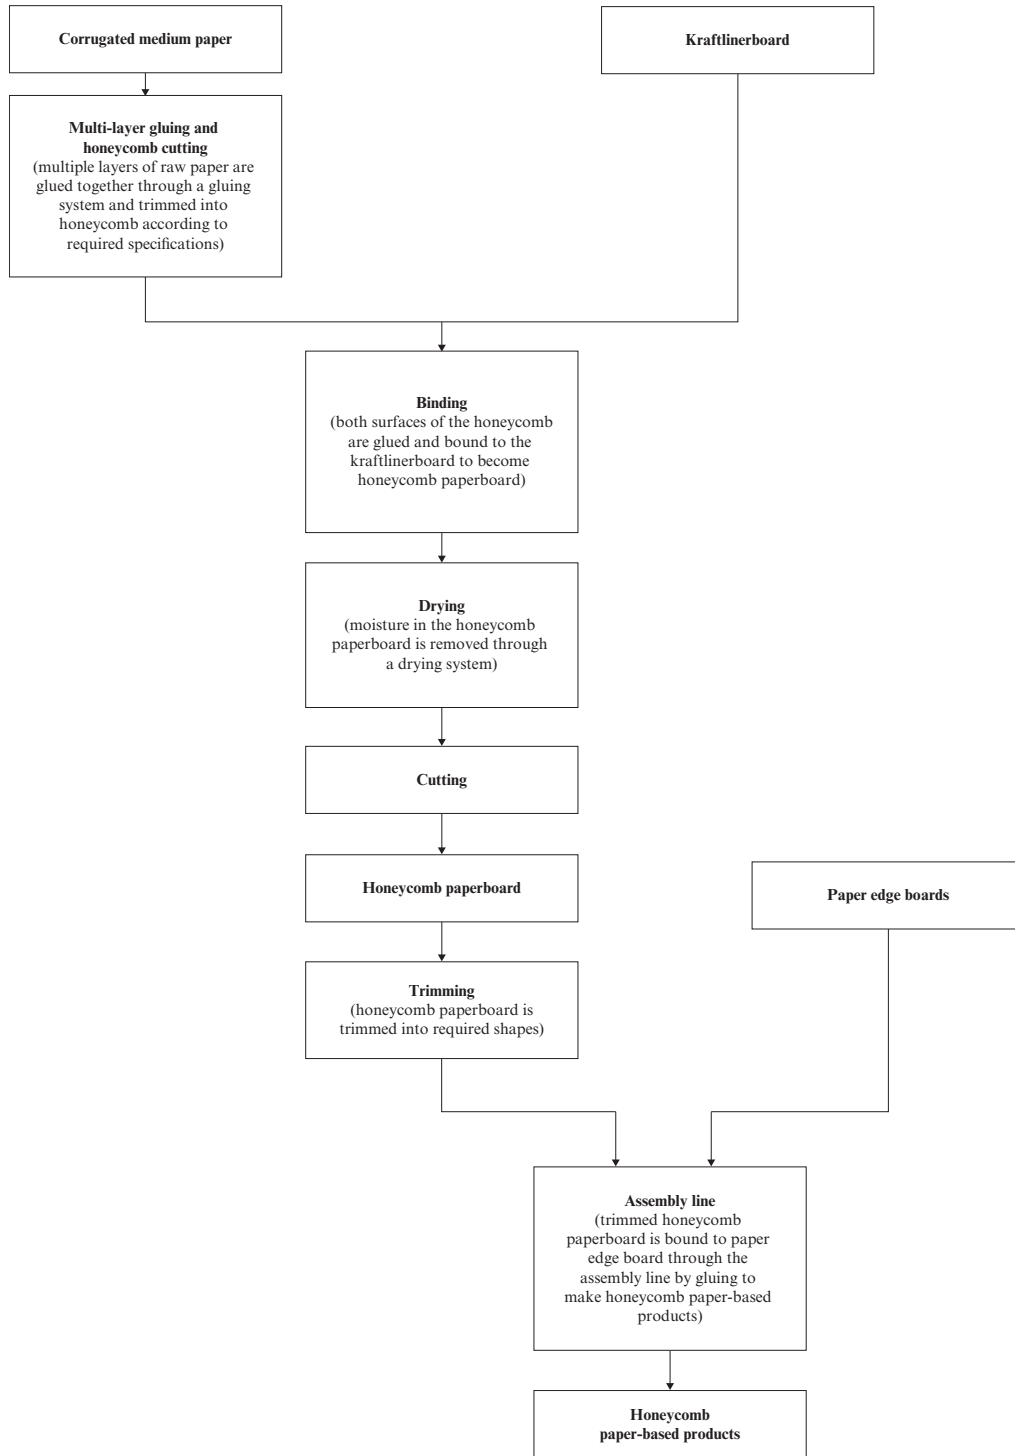 Corrugated medium paper
Kraftlinerboard
Multi-layer gluing and
honeycomb cutting
(multiple layers of raw paper are
glued together through a gluing
system and trimmed into
honeycomb according to
required specifications)
Binding
(both surfaces of the honeycomb
are glued and bound to the
kraftlinerboard to become
honeycomb paperboard)
Drying
(moisture in the honeycomb
paperboard is removed through
a drying system)
Cutting
Honeycomb paperboard
Paper edge boards
Trimming
(honeycomb paperboard is
trimmed into required shapes)
Assembly line
(trimmed honeycomb
paperboard is bound to paper
edge board through the
assembly line by gluing to
make honeycomb paper-based
products)
Honeycomb
paper-based products